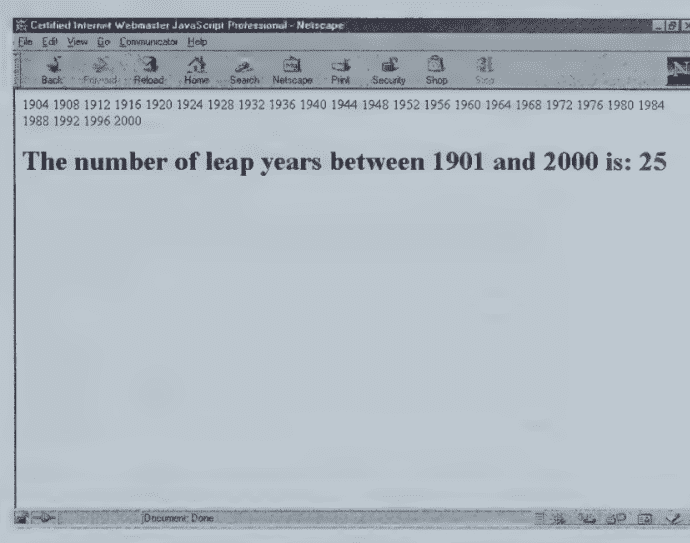 Certified Internet Webmaster JavaScript Professional - Netscape
File Edit View Go Communicator Help
Back Forward Reload Home Search Netscape Print Security Shop Stop
N
1904 1908 1912 1916 1920 1924 1928 1932 1936 1940 1944 1948 1952 1956 1960 1964 1968 1972 1976 1980 1984
1988 1992 1996 2000
The number of leap years between 1901 and 2000 is: 25
Document: Done